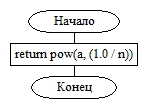 Начало
return pow(a, (1.0 / n))
Конец